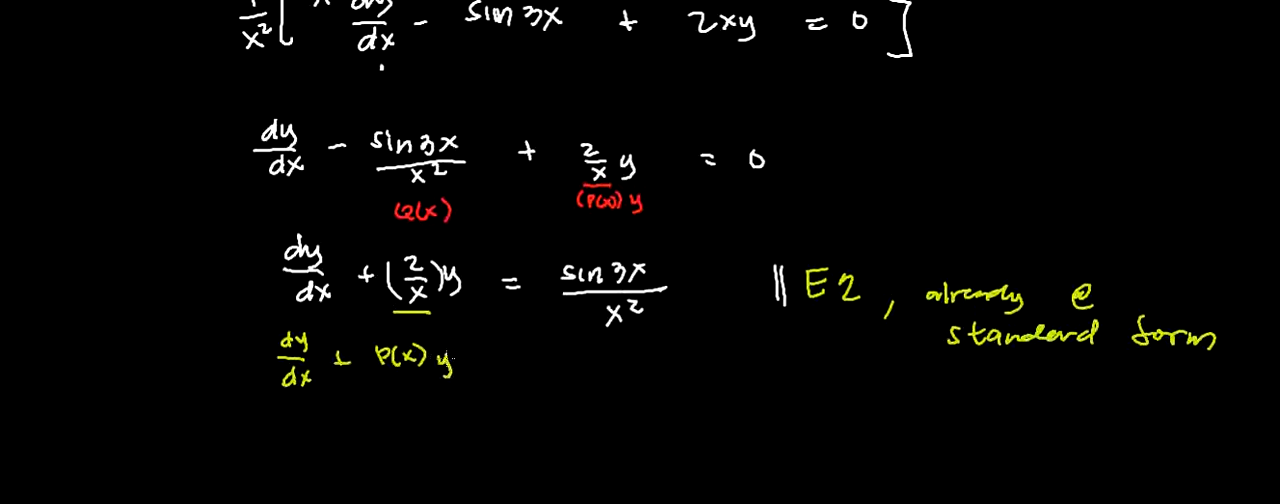 1/x² [ x dy/dx - sin 3x + 2xy = 0 ]
dy/dx - sin 3x/x² + 2/x y = 0
Q(x) (P(x)) y
dy/dx + (2/x)y = sin 3x/x² || E2, already @ standard form
dy/dx + P(x) y